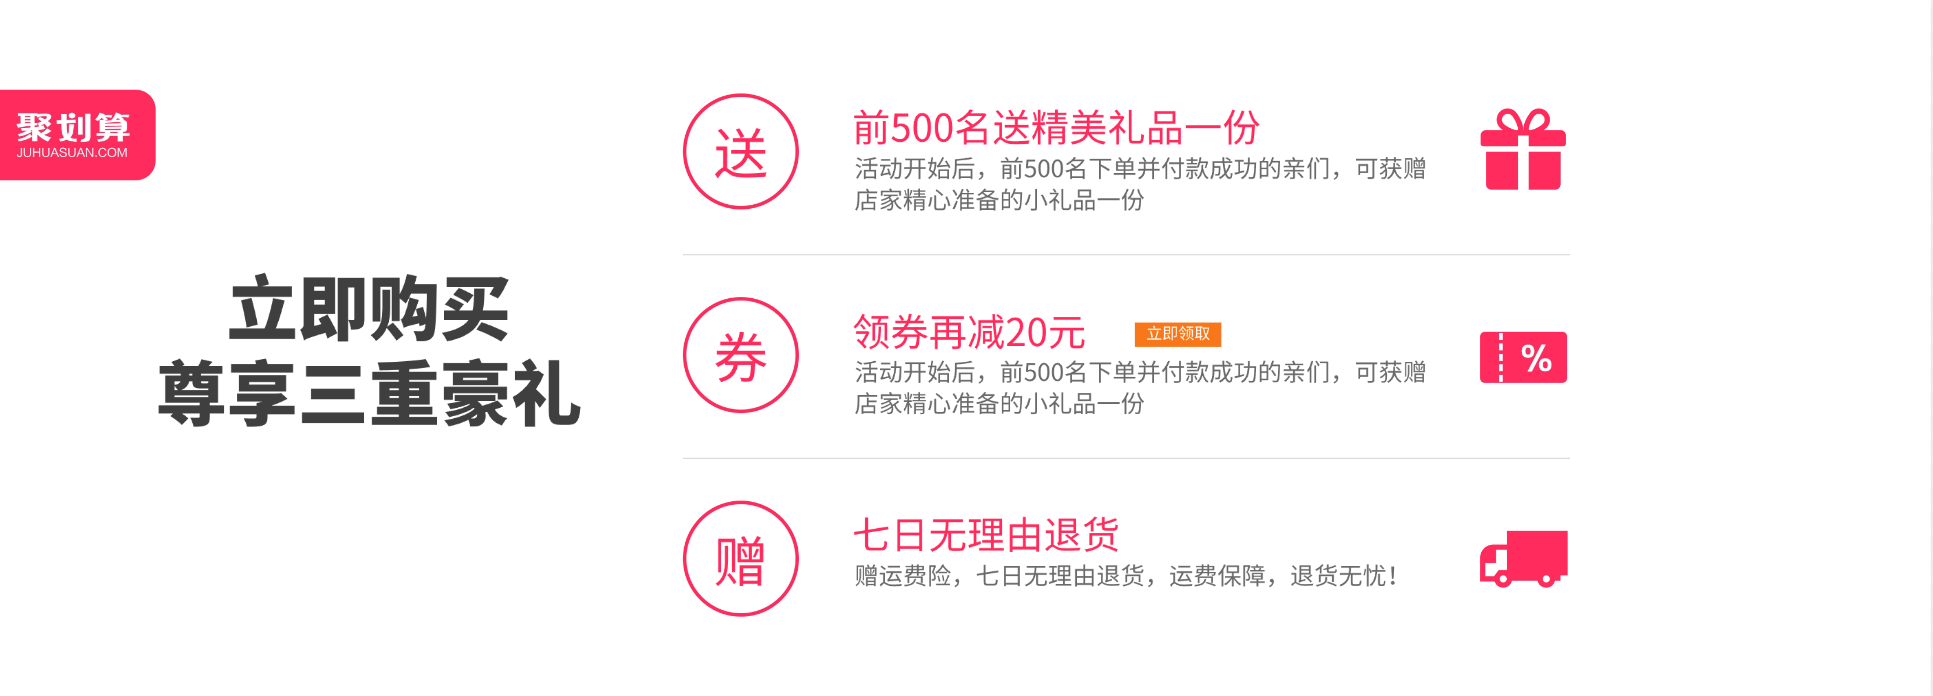 聚划算
JUHUASUAN.COM
立即购买
尊享三重豪礼
送
前500名送精美礼品一份
活动开始后，前500名下单并付款成功的亲们，可获赠
店家精心准备的小礼品一份
券
领券再减20元
立即领取
活动开始后，前500名下单并付款成功的亲们，可获赠
店家精心准备的小礼品一份
%
赠
七日无理由退货
赠运费险，七日无理由退货，运费保障，退货无忧！